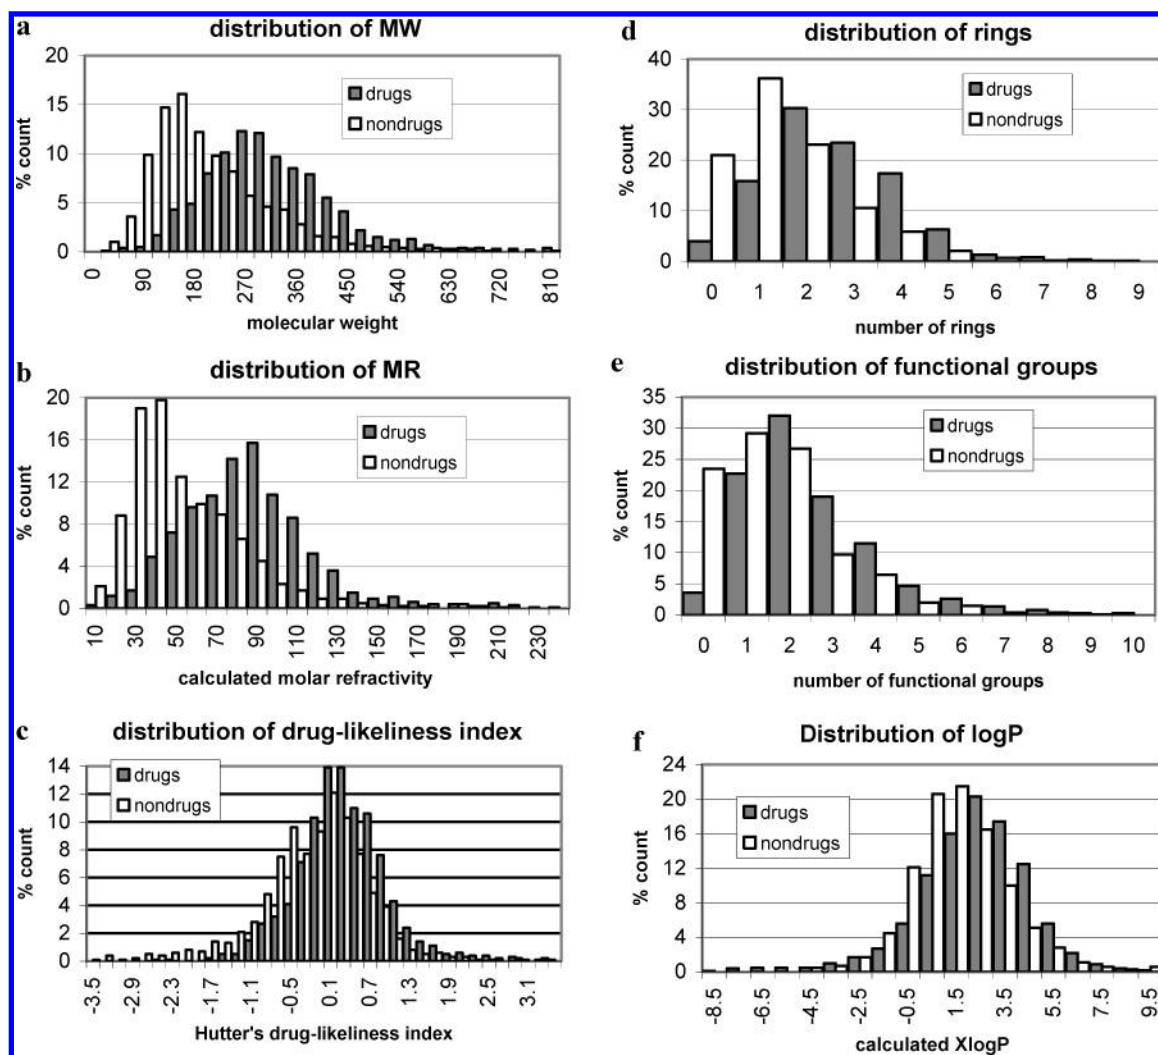 a
distribution of MW
20
15
10
5
0
% count
drugs
nondrugs
0 90 180 270 360 450 540 630 720 810
molecular weight
b
distribution of MR
20
16
12
8
4
0
% count
drugs
nondrugs
10 30 50 70 90 110 130 150 170 190 210 230
calculated molar refractivity
c
distribution of drug-likeliness index
14
12
10
8
6
4
2
0
% count
drugs
nondrugs
-3.5 -2.9 -2.3 -1.7 -1.1 -0.5 0.1 0.7 1.3 1.9 2.5 3.1
Hutter's drug-likeliness index
d
distribution of rings
40
30
20
10
0
% count
drugs
nondrugs
0 1 2 3 4 5 6 7 8 9
number of rings
e
distribution of functional groups
35
30
25
20
15
10
5
0
% count
drugs
nondrugs
0 1 2 3 4 5 6 7 8 9 10
number of functional groups
f
Distribution of logP
24
20
16
12
8
4
0
% count
drugs
nondrugs
-8.5 -6.5 -4.5 -2.5 -0.5 1.5 3.5 5.5 7.5 9.5
calculated XlogP